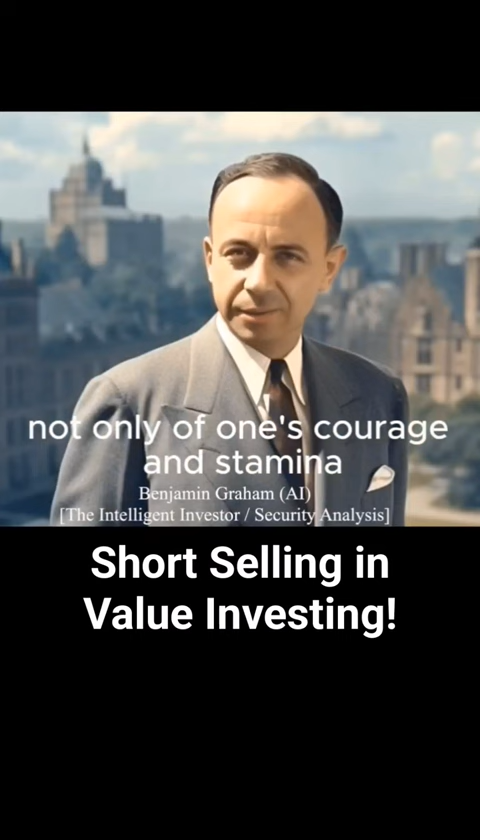 not only of one's courage
and stamina
Benjamin Graham (AI)
[The Intelligent Investor / Security Analysis]
Short Selling in
Value Investing!